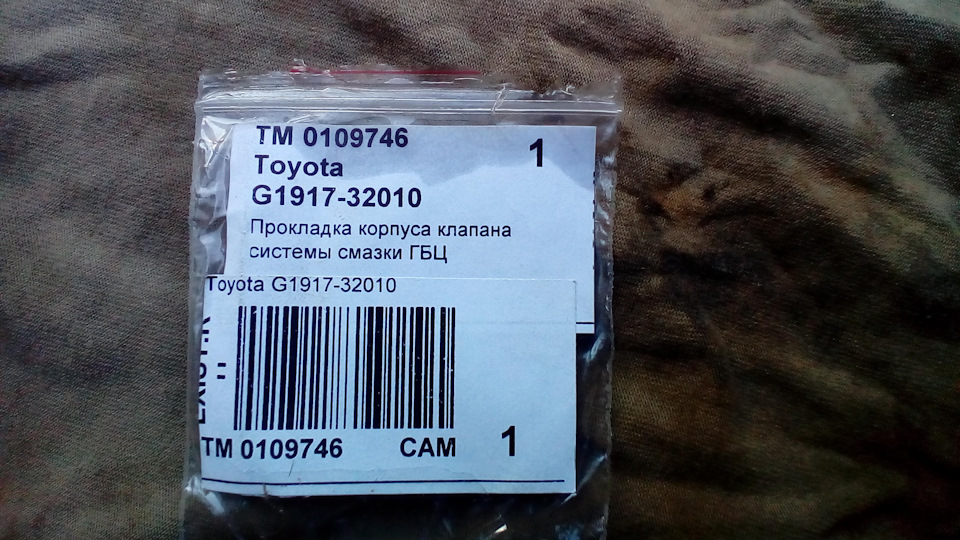 TM 0109746
1
Toyota
G1917-32010
Прокладка корпуса клапана
системы смазки ГБЦ
Toyota G1917-32010
TM 0109746
CAM
1